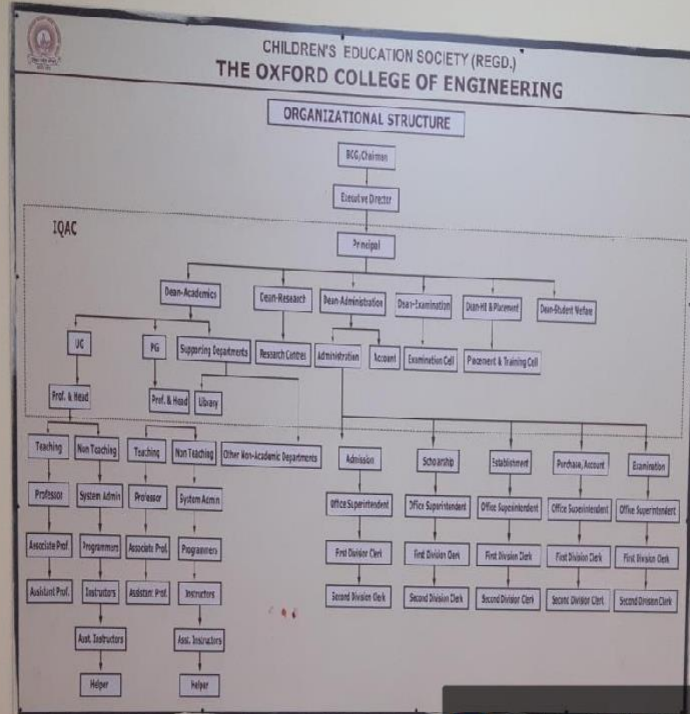 CHILDREN'S EDUCATION SOCIETY (REGD.)
THE OXFORD COLLEGE OF ENGINEERING
ORGANIZATIONAL STRUCTURE
BCG/Chairman
Executive Director
IQAC
Principal
Dean-Academics
Dean-Research
Dean-Administration
Dean-Examination
Dean-HR & Placement
Dean-Student Welfare
UG
PG
Supporting Departments
Research Centres
Administration
Account
Examination Cell
Placement & Training Cell
Prof. & Head
Prof. & Head
Library
Teaching
Non Teaching
Teaching
Non Teaching
Other Non-Academic Departments
Admission
Scholarship
Establishment
Purchase/Account
Examination
Professor
System Admin
Professor
System Admin
Office Superintendent
Office Superintendent
Office Superintendent
Office Superintendent
Office Superintendent
Associate Prof.
Programmers
Associate Prof.
Programmers
First Division Clerk
First Division Clerk
First Division Clerk
First Division Clerk
First Division Clerk
Assistant Prof.
Instructors
Assistant Prof.
Instructors
Second Division Clerk
Second Division Clerk
Second Division Clerk
Second Division Clerk
Second Division Clerk
Asst. Instructors
Asst. Instructors
Helper
Helper